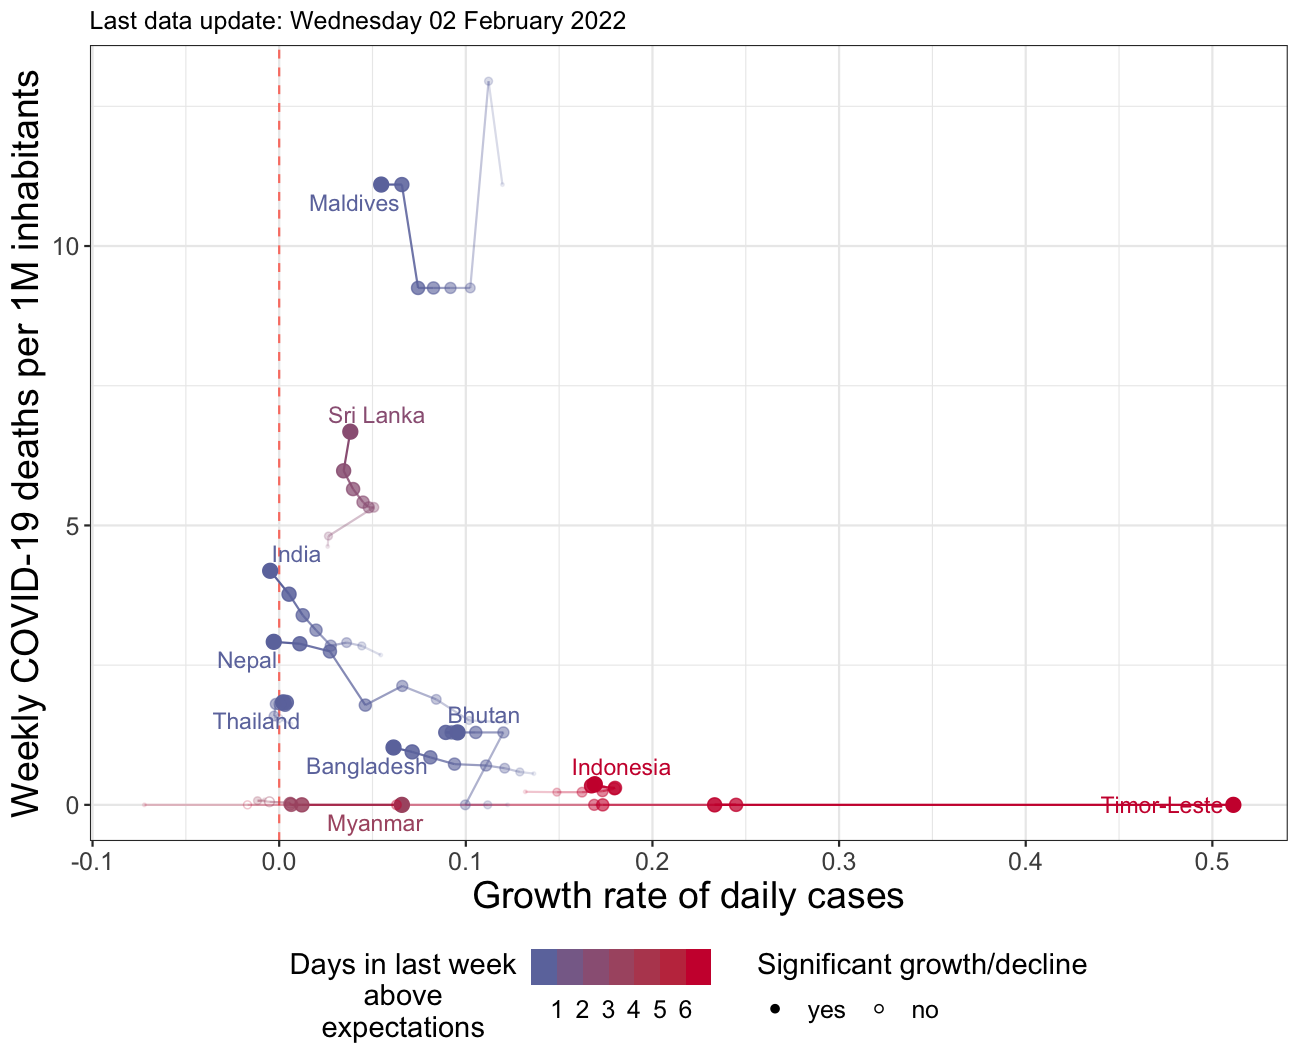 Last data update: Wednesday 02 February 2022
Weekly COVID-19 deaths per 1M inhabitants
10
5
0
Maldives
Sri Lanka
India
Nepal
Thailand
Bhutan
Bangladesh
Indonesia
Timor-Leste
Myanmar
-0.1 0.0 0.1 0.2 0.3 0.4 0.5
Growth rate of daily cases
Days in last week
above
expectations
1 2 3 4 5 6
Significant growth/decline
yes no